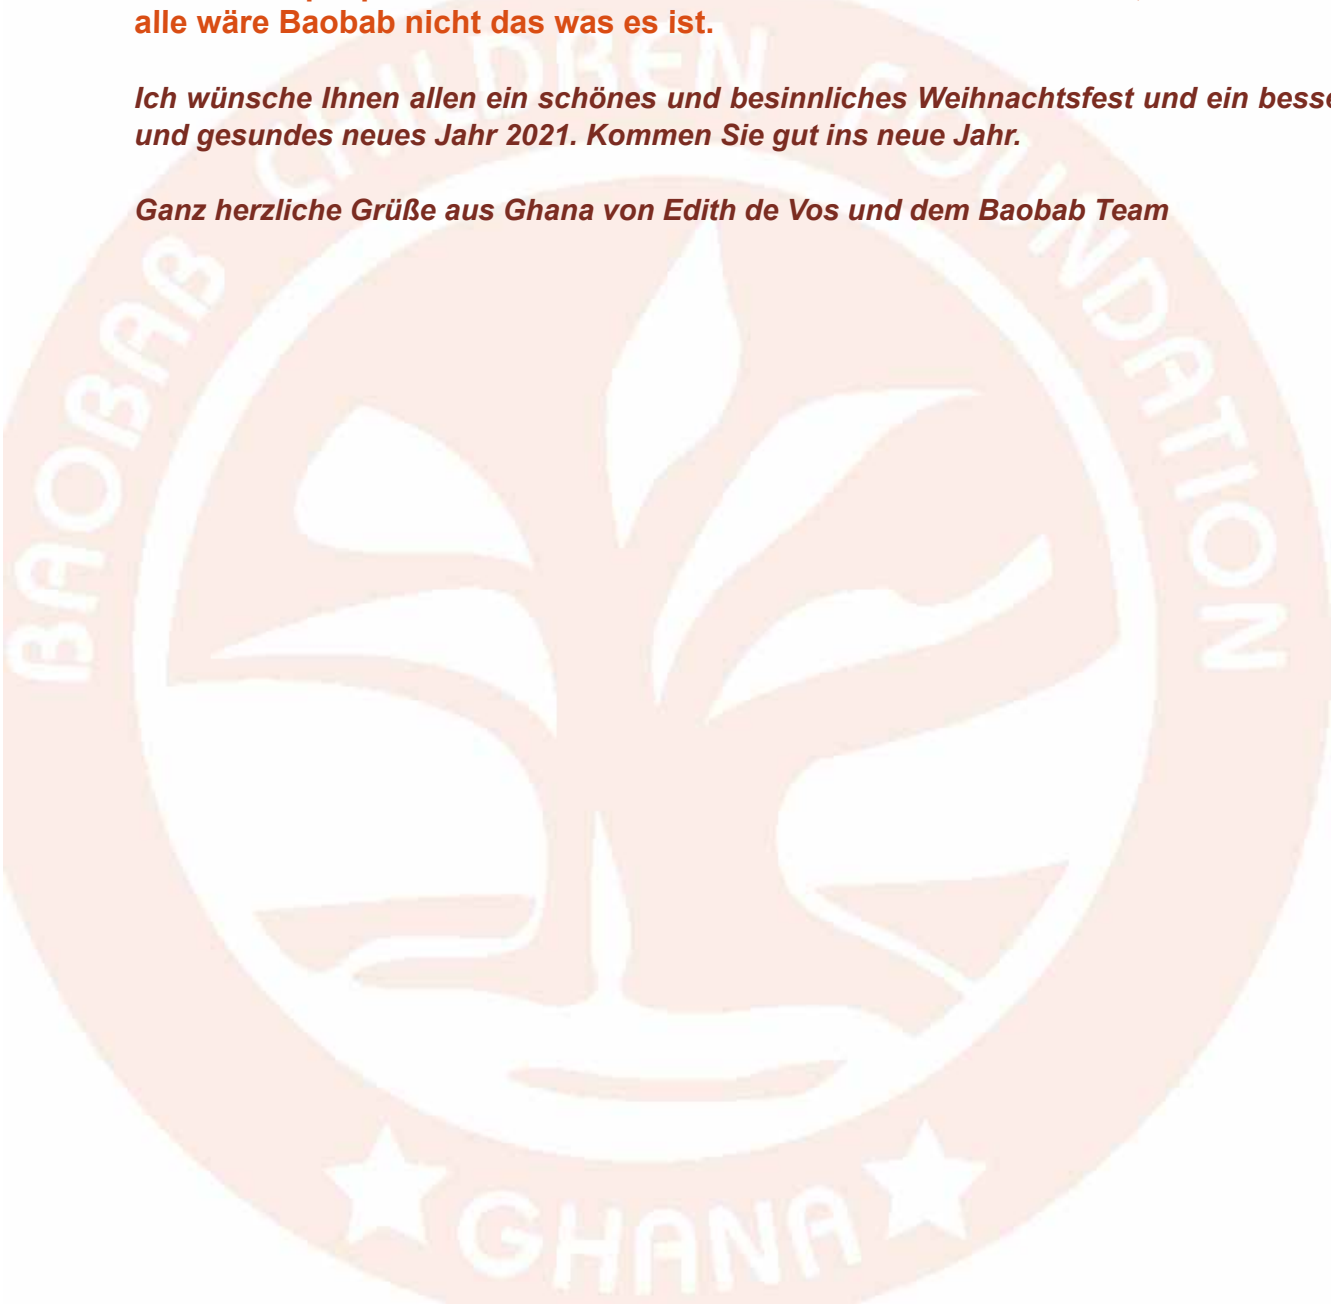 alle wäre Baobab nicht das was es ist.
Ich wünsche Ihnen allen ein schönes und besinnliches Weihnachtsfest und ein besse
und gesundes neues Jahr 2021. Kommen Sie gut ins neue Jahr.
Ganz herzliche Grüße aus Ghana von Edith de Vos und dem Baobab Team
BAOBAB CHILDREN FOUNDATION
GHANA